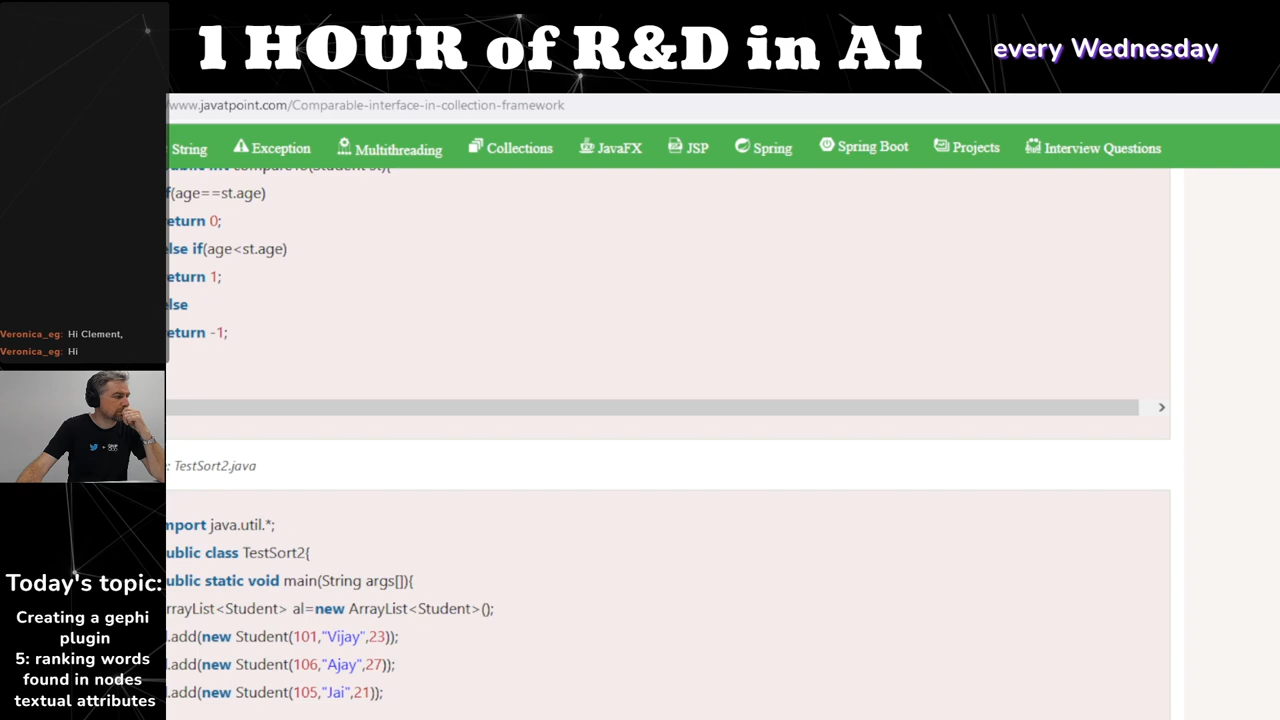 1 HOUR of R&D in AI
every Wednesday
www.javatpoint.com/Comparable-interface-in-collection-framework
String Exception Multithreading Collections JavaFX JSP Spring Spring Boot Projects Interview Questions
f(age==st.age)
eturn 0;
lse if(age<st.age)
eturn 1;
lse
eturn -1;
Veronica_eg: Hi Clement,
Veronica_eg: Hi
: TestSort2.java
mport java.util.*;
ublic class TestSort2{
ublic static void main(String args[]){
rrayList<Student> al=new ArrayList<Student>();
.add(new Student(101,"Vijay",23));
.add(new Student(106,"Ajay",27));
.add(new Student(105,"Jai",21));
Today's topic:
Creating a gephi
plugin
5: ranking words
found in nodes
textual attributes